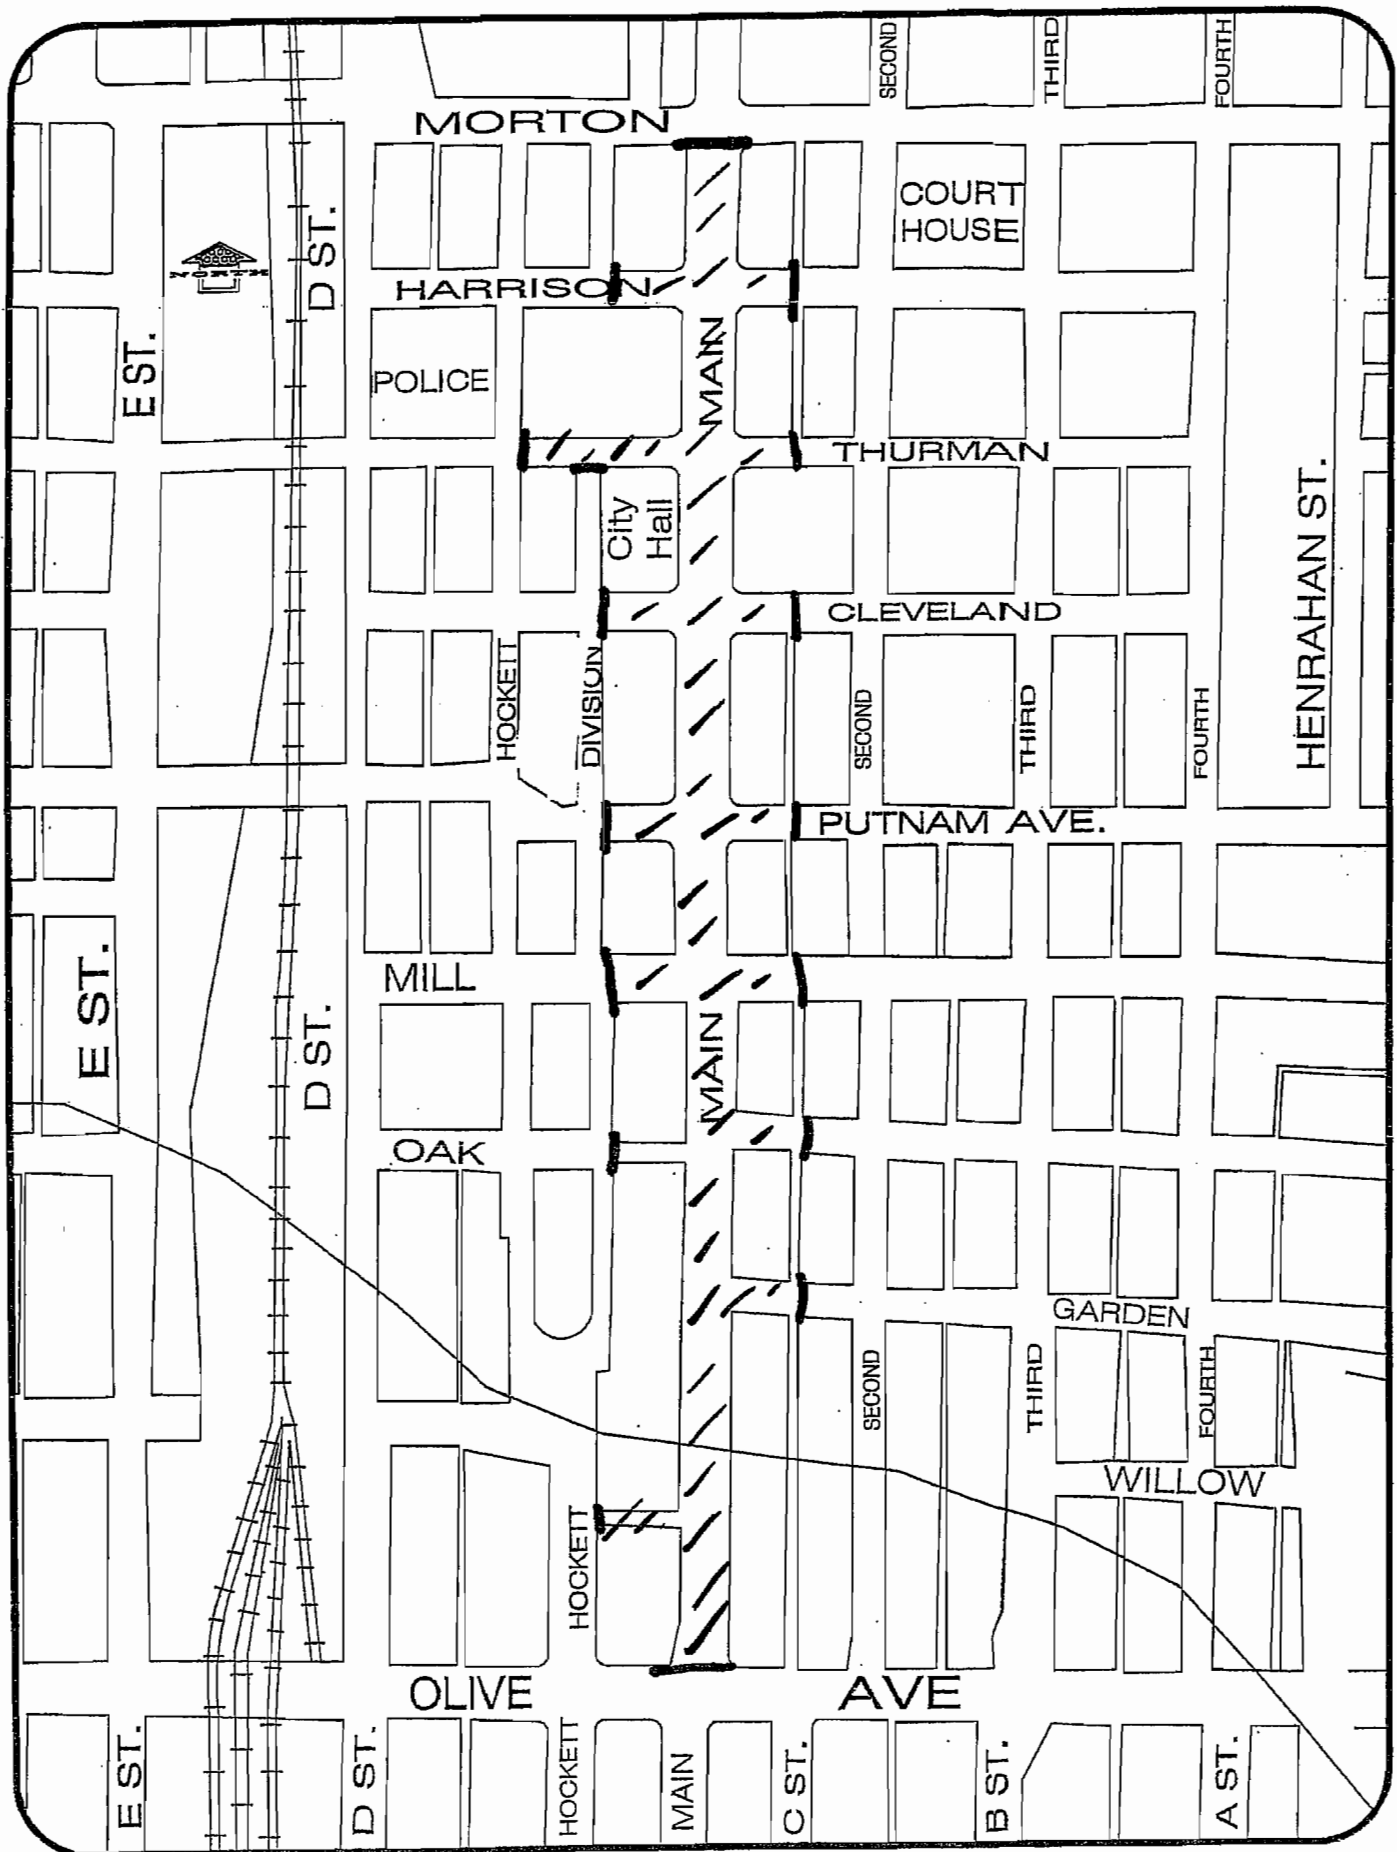 SECOND
THIRD
FOURTH
MORTON
COURT
HOUSE
NORTH
D ST.
HARRISON
E ST.
POLICE
MAIN
THURMAN
City
Hall
HENRAHAN ST.
CLEVELAND
HOCKETT
DIVISION
SECOND
THIRD
FOURTH
PUTNAM AVE.
E ST.
MILL
D ST.
MAIN
OAK
GARDEN
SECOND
THIRD
FOURTH
WILLOW
HOCKETT
OLIVE AVE
E ST.
D ST.
HOCKETT
MAIN
C ST.
B ST.
A ST.